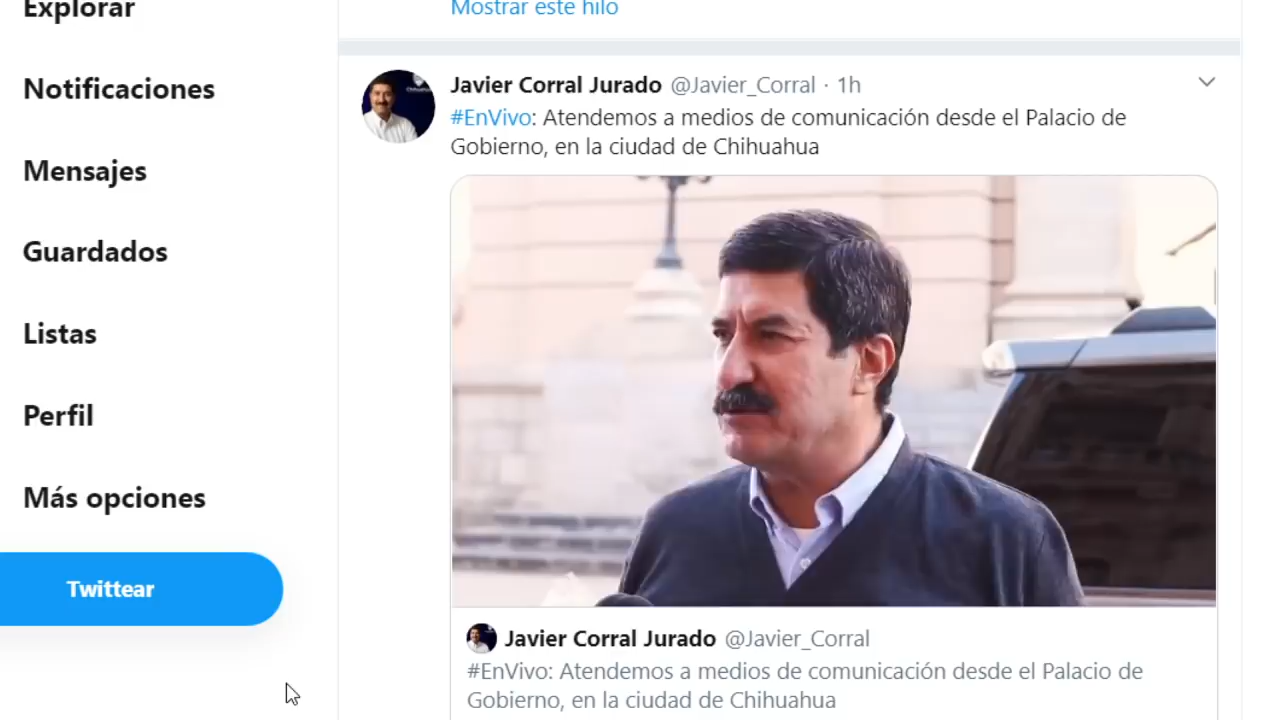 Explorar
Mostrar este hilo
Notificaciones
Mensajes
Guardados
Listas
Perfil
Más opciones
Twittear
Javier Corral Jurado @Javier_Corral · 1h
#EnVivo: Atendemos a medios de comunicación desde el Palacio de
Gobierno, en la ciudad de Chihuahua
Javier Corral Jurado @Javier_Corral
#EnVivo: Atendemos a medios de comunicación desde el Palacio de
Gobierno, en la ciudad de Chihuahua